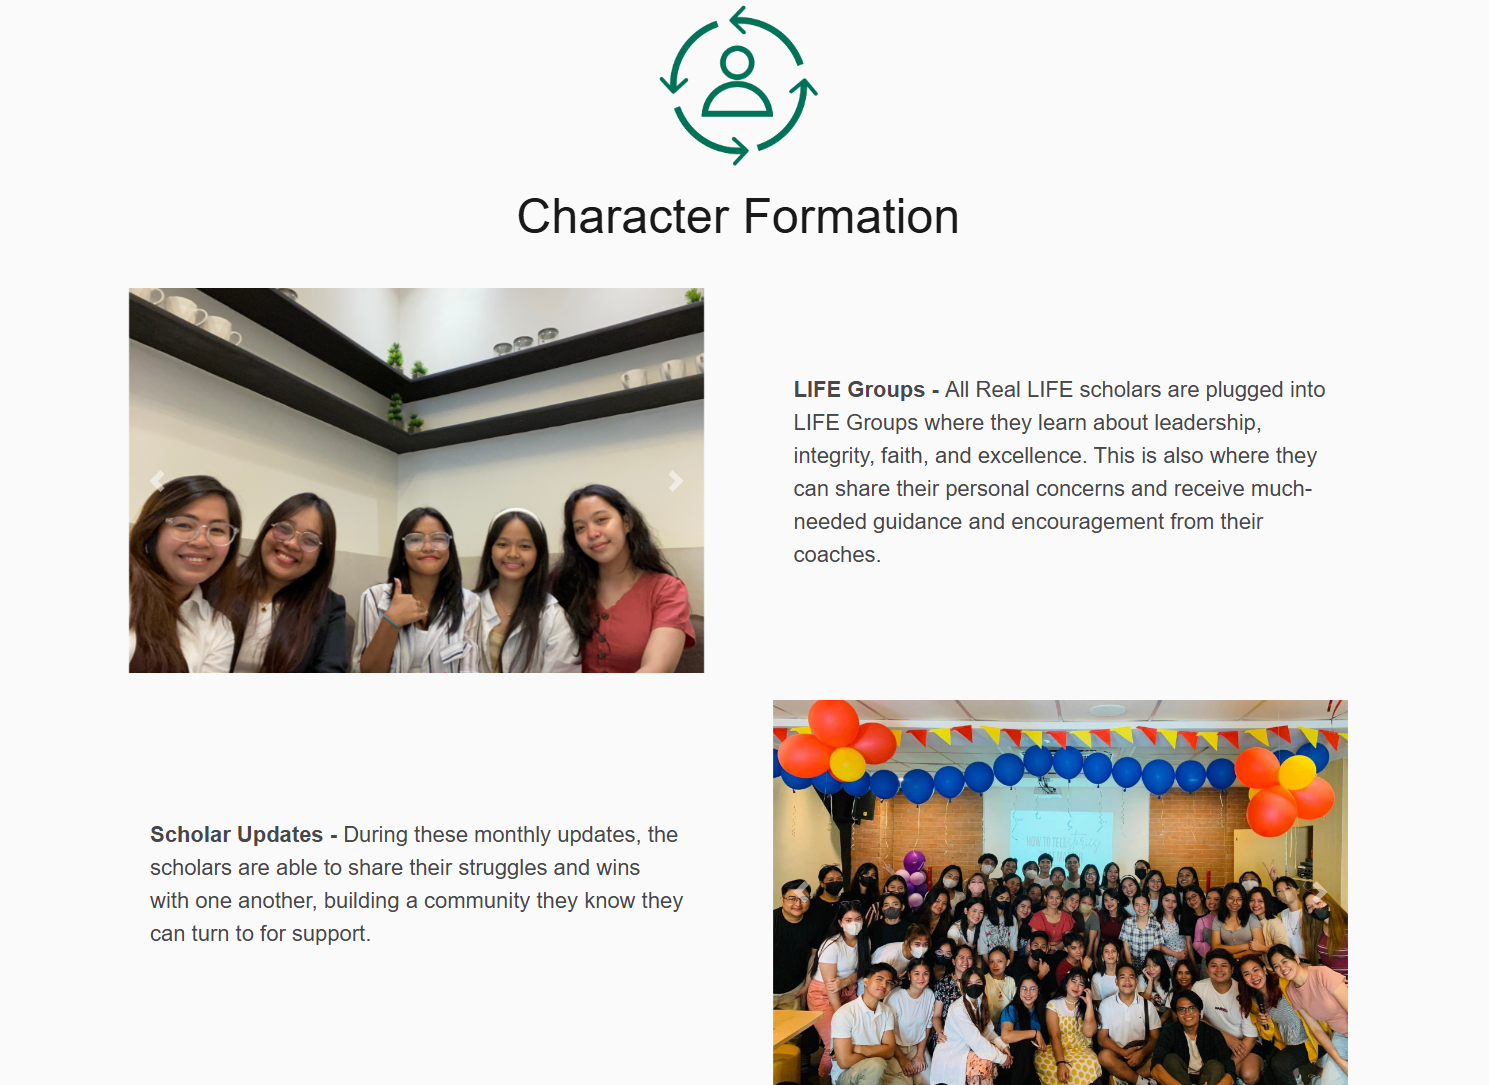 Character Formation
LIFE Groups - All Real LIFE scholars are plugged into
LIFE Groups where they learn about leadership,
integrity, faith, and excellence. This is also where they
can share their personal concerns and receive much-
needed guidance and encouragement from their
coaches.
Scholar Updates - During these monthly updates, the
scholars are able to share their struggles and wins
with one another, building a community they know they
can turn to for support.
HOW TO TELL